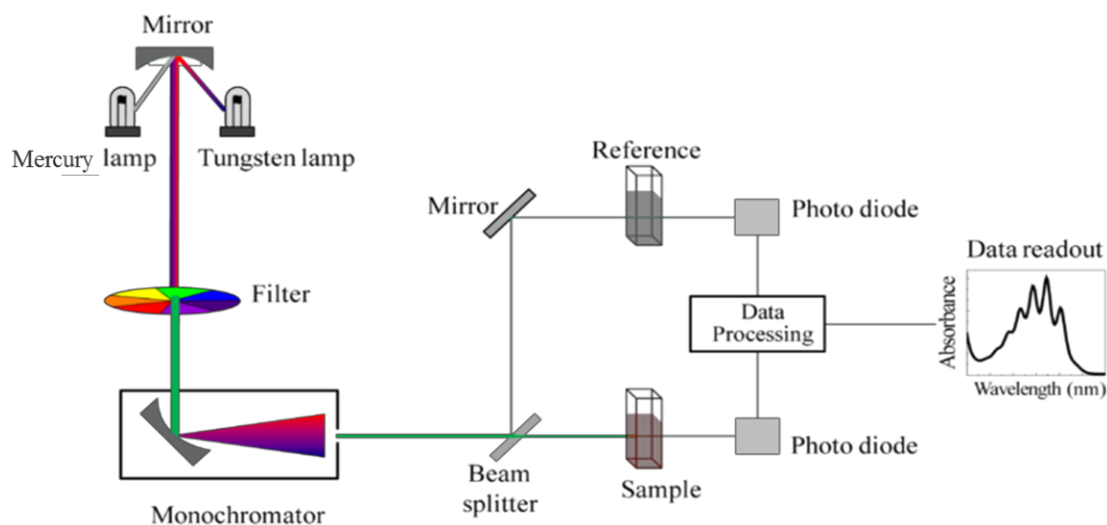 Mirror
Mercury lamp
Tungsten lamp
Filter
Monochromator
Mirror
Reference
Photo diode
Data
Processing
Data readout
Absorbance
Wavelength (nm)
Beam
splitter
Sample
Photo diode